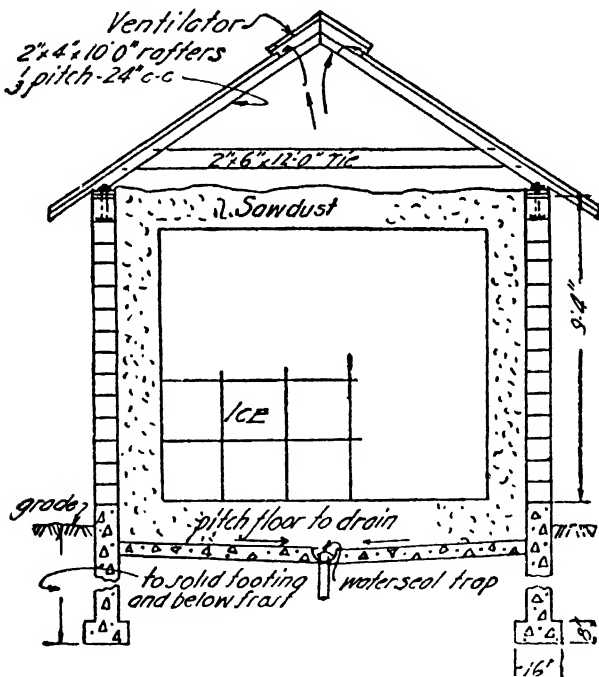 Ventilator
2"x4"x10'0" rafters
1/3 pitch-24" c-c
2"x6"x12'0" tie
Sawdust
9'4"
ICE
grade
pitch floor to drain
to solid footing
and below frost
waterseal trap
8"
16"